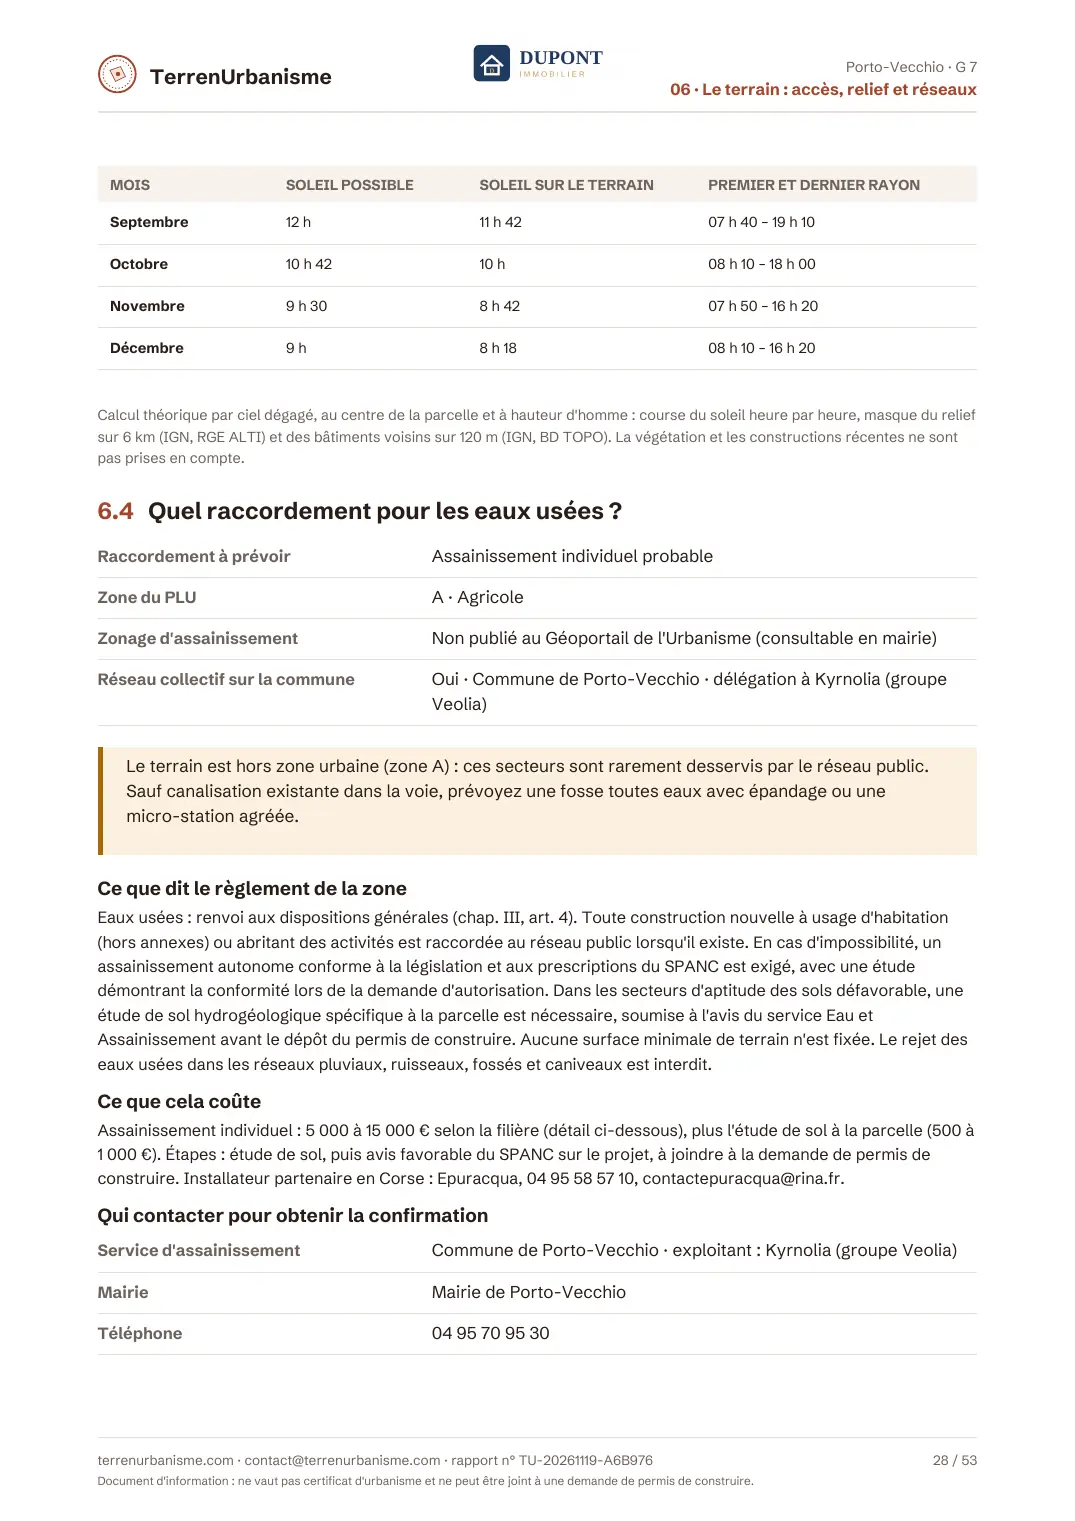 TerrenUrbanisme
DUPONT
IMMOBILIER
Porto-Vecchio · G 7
06 · Le terrain : accès, relief et réseaux
MOIS SOLEIL POSSIBLE SOLEIL SUR LE TERRAIN PREMIER ET DERNIER RAYON
Septembre 12 h 11 h 42 07 h 40 – 19 h 10
Octobre 10 h 42 10 h 08 h 10 – 18 h 00
Novembre 9 h 30 8 h 42 07 h 50 – 16 h 20
Décembre 9 h 8 h 18 08 h 10 – 16 h 20
Calcul théorique par ciel dégagé, au centre de la parcelle et à hauteur d'homme : course du soleil heure par heure, masque du relief
sur 6 km (IGN, RGE ALTI) et des bâtiments voisins sur 120 m (IGN, BD TOPO). La végétation et les constructions récentes ne sont
pas prises en compte.
6.4 Quel raccordement pour les eaux usées ?
Raccordement à prévoir Assainissement individuel probable
Zone du PLU A · Agricole
Zonage d'assainissement Non publié au Géoportail de l'Urbanisme (consultable en mairie)
Réseau collectif sur la commune Oui · Commune de Porto-Vecchio · délégation à Kyrnolia (groupe
Veolia)
Le terrain est hors zone urbaine (zone A) : ces secteurs sont rarement desservis par le réseau public.
Sauf canalisation existante dans la voie, prévoyez une fosse toutes eaux avec épandage ou une
micro-station agréée.
Ce que dit le règlement de la zone
Eaux usées : renvoi aux dispositions générales (chap. III, art. 4). Toute construction nouvelle à usage d'habitation
(hors annexes) ou abritant des activités est raccordée au réseau public lorsqu'il existe. En cas d'impossibilité, un
assainissement autonome conforme à la législation et aux prescriptions du SPANC est exigé, avec une étude
démontrant la conformité lors de la demande d'autorisation. Dans les secteurs d'aptitude des sols défavorable, une
étude de sol hydrogéologique spécifique à la parcelle est nécessaire, soumise à l'avis du service Eau et
Assainissement avant le dépôt du permis de construire. Aucune surface minimale de terrain n'est fixée. Le rejet des
eaux usées dans les réseaux pluviaux, ruisseaux, fossés et caniveaux est interdit.
Ce que cela coûte
Assainissement individuel : 5 000 à 15 000 € selon la filière (détail ci-dessous), plus l'étude de sol à la parcelle (500 à
1 000 €). Étapes : étude de sol, puis avis favorable du SPANC sur le projet, à joindre à la demande de permis de
construire. Installateur partenaire en Corse : Epuracqua, 04 95 58 57 10, contactepuracqua@rina.fr.
Qui contacter pour obtenir la confirmation
Service d'assainissement Commune de Porto-Vecchio · exploitant : Kyrnolia (groupe Veolia)
Mairie Mairie de Porto-Vecchio
Téléphone 04 95 70 95 30
terrenurbanisme.com · contact@terrenurbanisme.com · rapport n° TU-20261119-A6B976 28 / 53
Document d'information : ne vaut pas certificat d'urbanisme et ne peut être joint à une demande de permis de construire.